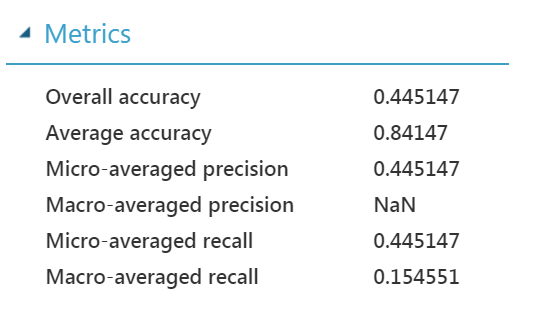 Metrics
Overall accuracy 0.445147
Average accuracy 0.84147
Micro-averaged precision 0.445147
Macro-averaged precision NaN
Micro-averaged recall 0.445147
Macro-averaged recall 0.154551